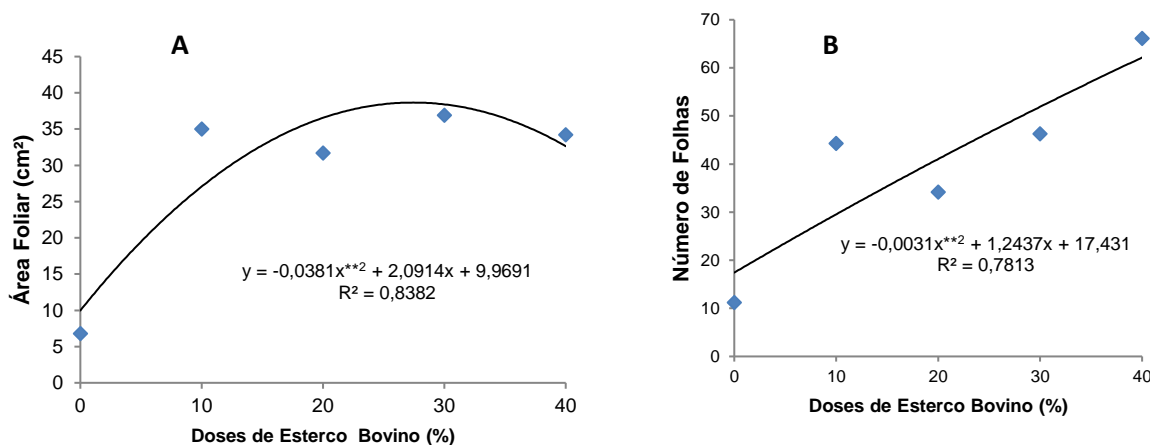 A
Área Foliar (cm²)
45
40
35
30
25
20
15
10
5
0
y = -0,0381x**² + 2,0914x + 9,9691
R² = 0,8382
0 10 20 30 40
Doses de Esterco Bovino (%)
B
Número de Folhas
70
60
50
40
30
20
10
0
y = -0,0031x**² + 1,2437x + 17,431
R² = 0,7813
0 10 20 30 40
Doses de Esterco Bovino (%)